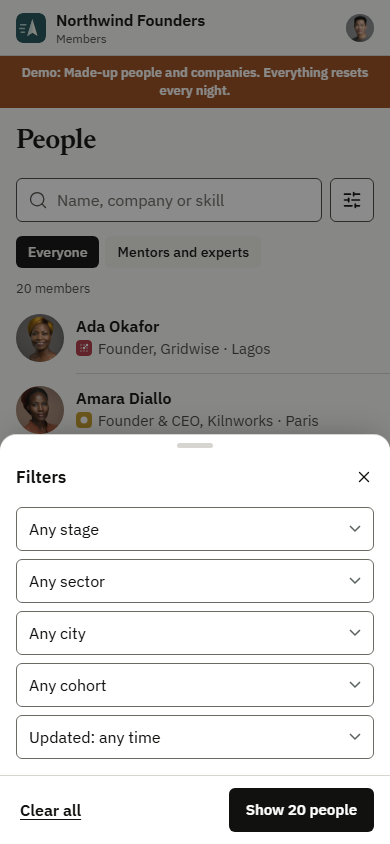 Northwind Founders
Members
Demo: Made-up people and companies. Everything resets
every night.
People
Name, company or skill
Everyone
Mentors and experts
20 members
Ada Okafor
Founder, Gridwise · Lagos
Amara Diallo
Founder & CEO, Kilnworks · Paris
Filters
Any stage
Any sector
Any city
Any cohort
Updated: any time
Clear all
Show 20 people